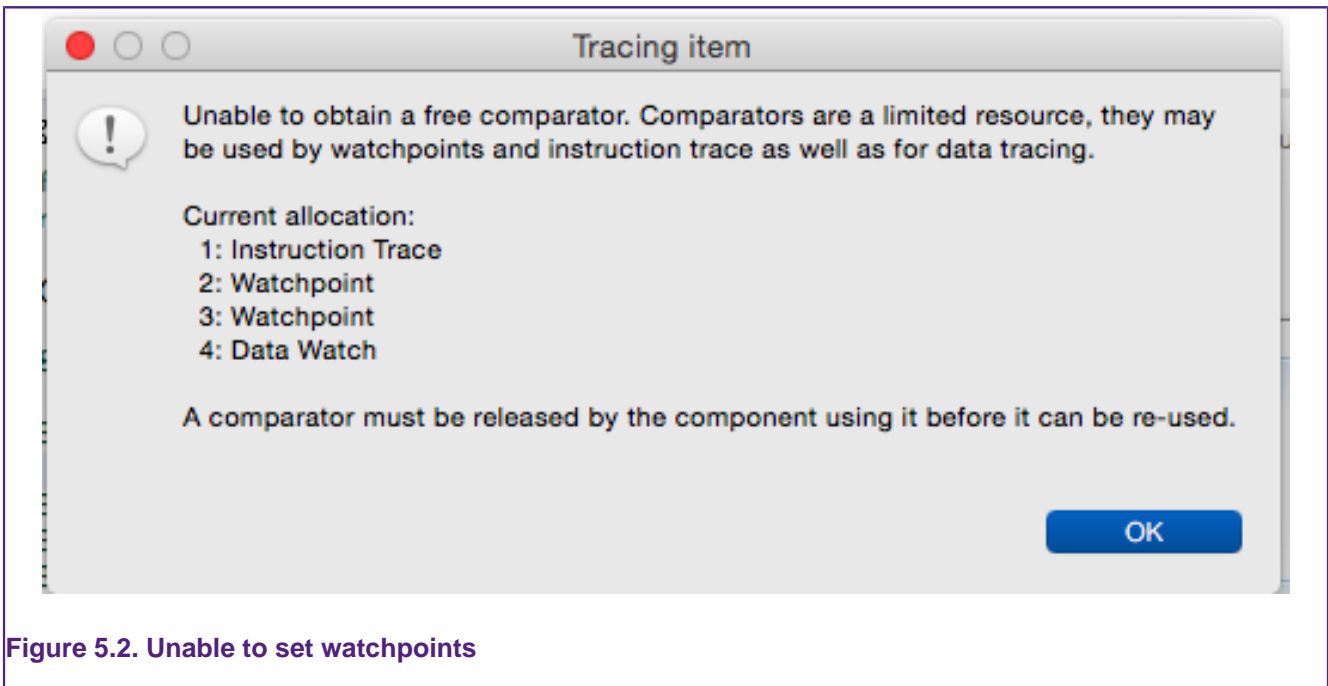 Tracing item
Unable to obtain a free comparator. Comparators are a limited resource, they may
be used by watchpoints and instruction trace as well as for data tracing.
Current allocation:
1: Instruction Trace
2: Watchpoint
3: Watchpoint
4: Data Watch
A comparator must be released by the component using it before it can be re-used.
OK
Figure 5.2. Unable to set watchpoints